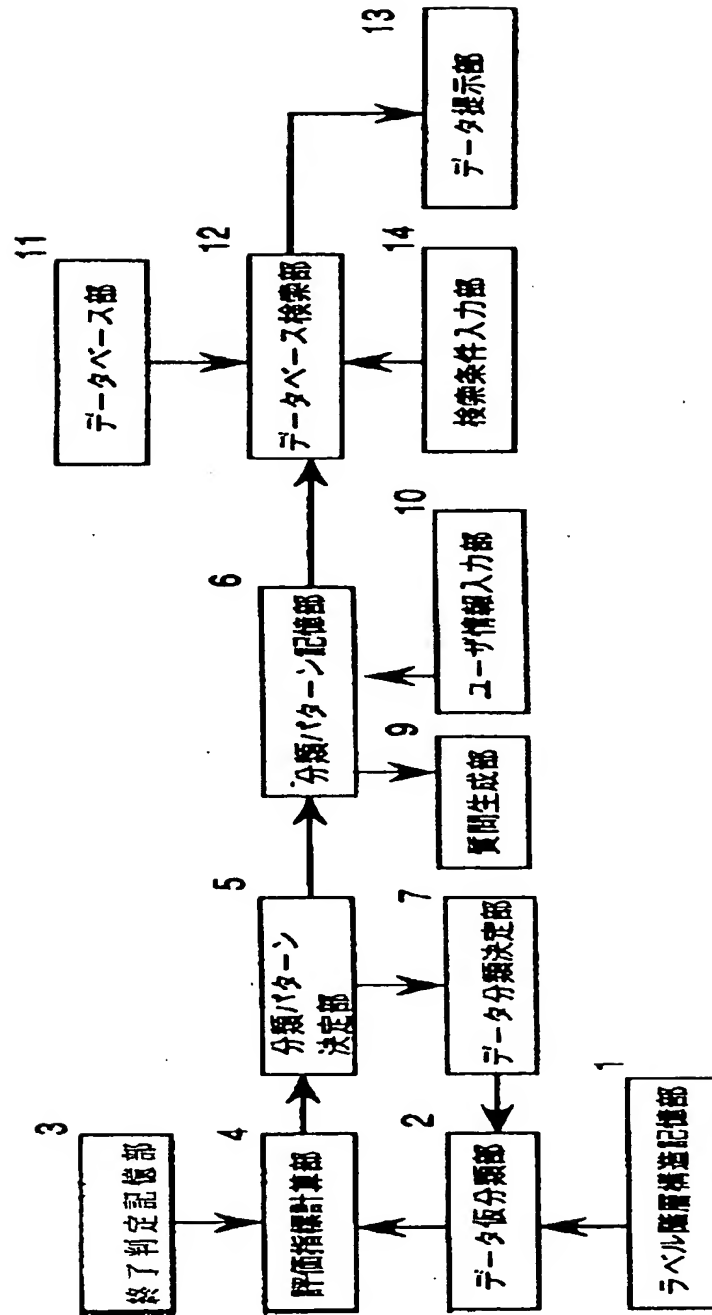 11
データベース部
13
データ提示部
12
データベース検索部
14
検索条件入力部
6
分類パターン記憶部
10
ユーザ情報入力部
9
質問生成部
5
分類パターン
決定部
7
データ分類決定部
3
終了判定記憶部
4
評価指標計算部
2
データ仮分類部
1
ラベル階層構造記憶部